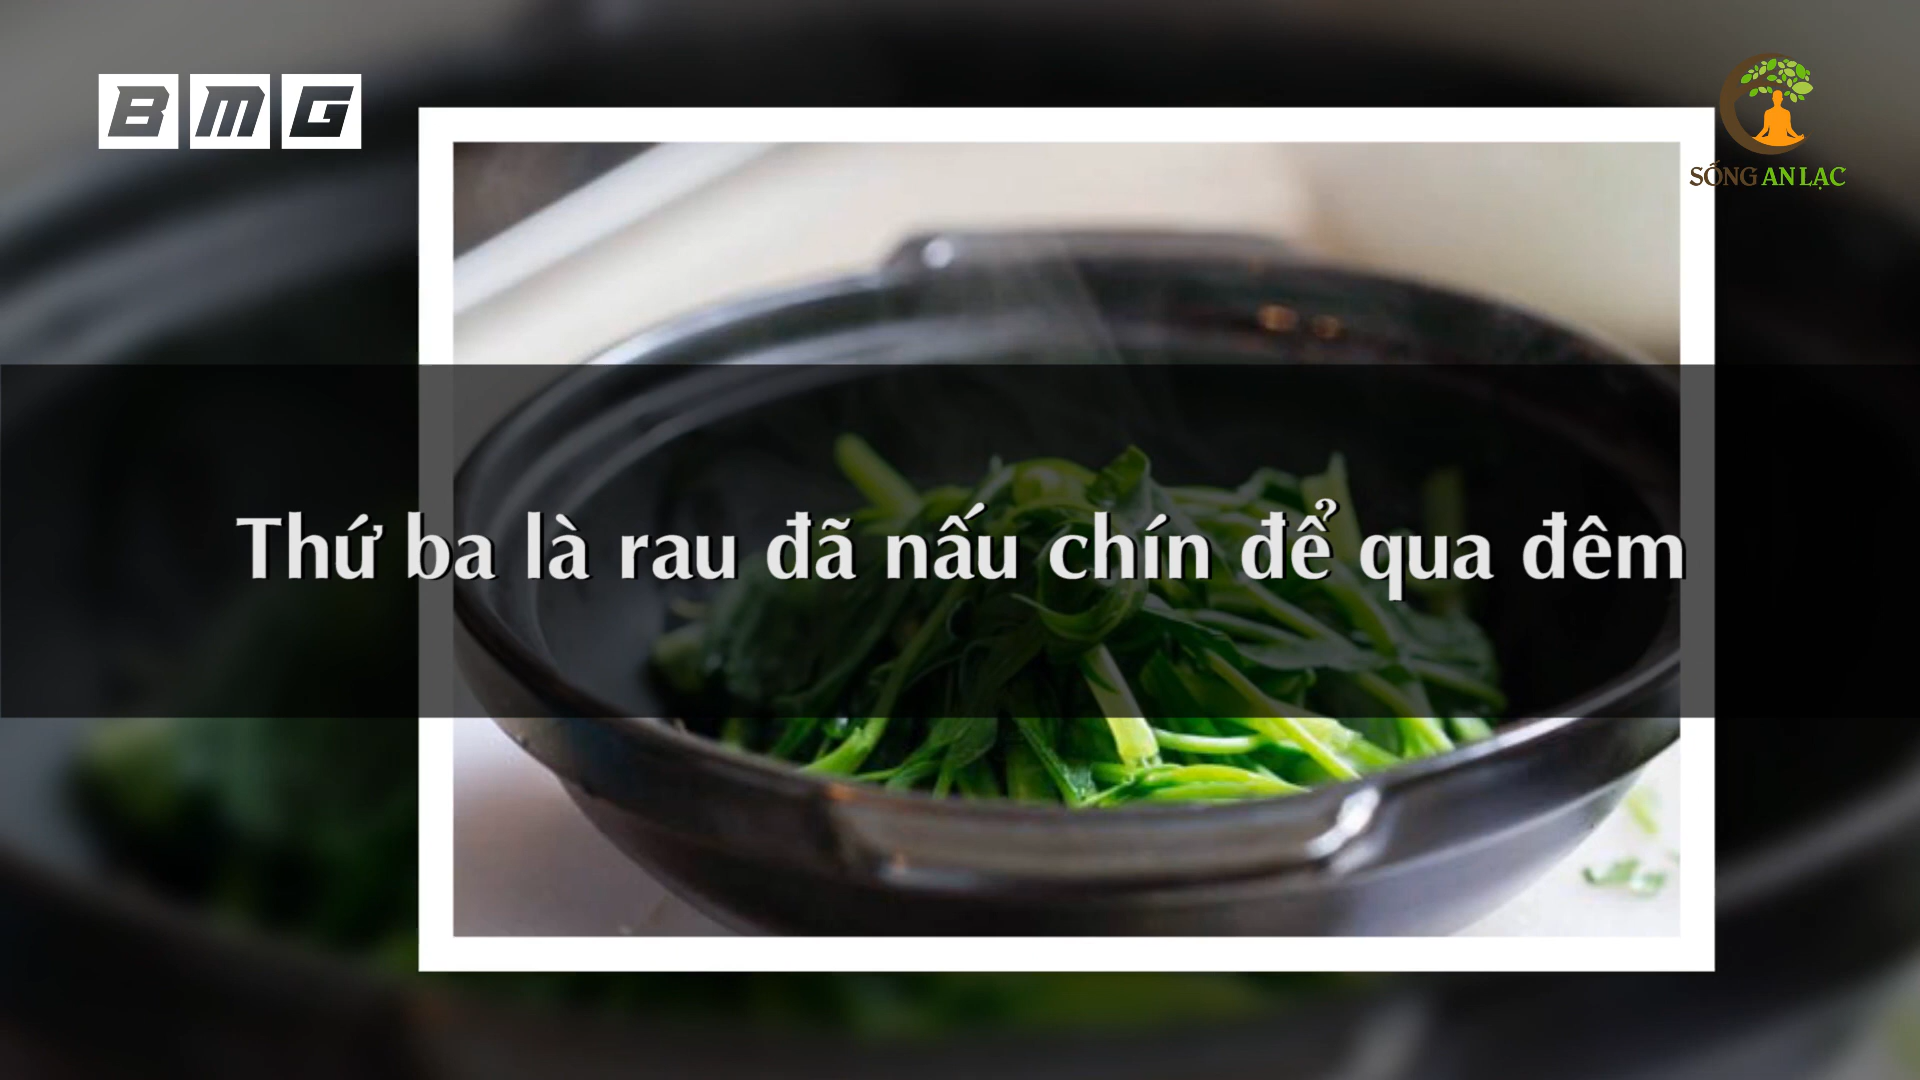 BMG
SỐNG AN LẠC
Thứ ba là rau đã nấu chín để qua đêm